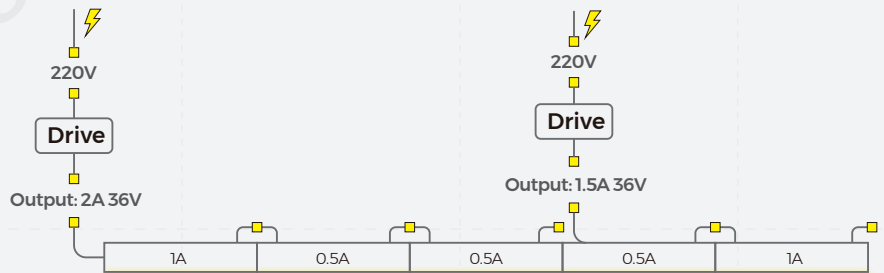 220V
220V
Drive
Drive
Output: 2A 36V
Output: 1.5A 36V
1A
0.5A
0.5A
0.5A
1A